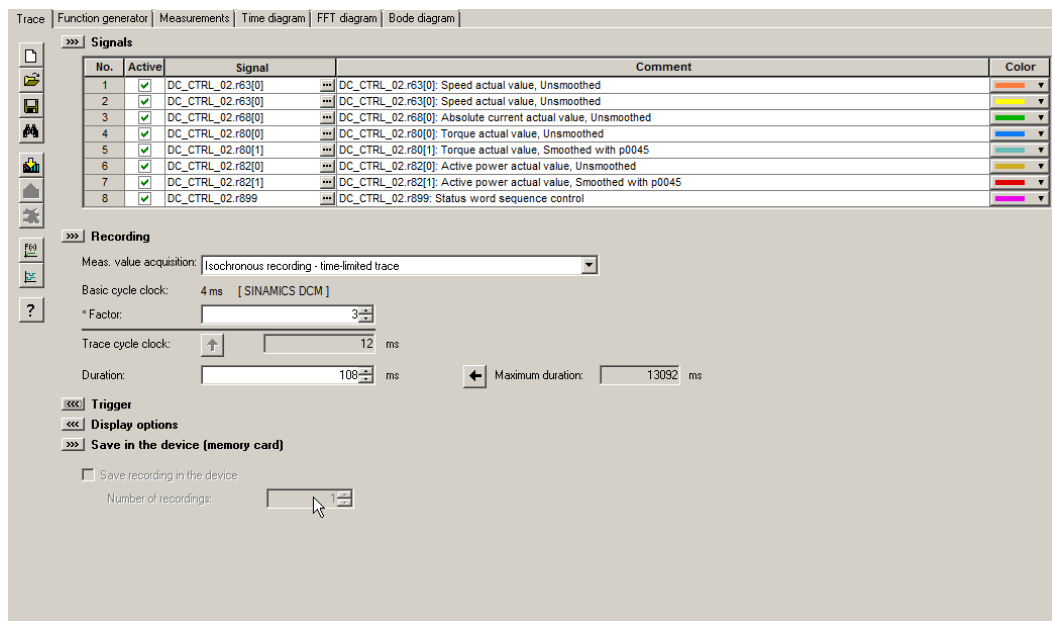 Trace Function generator Measurements Time diagram FFT diagram Bode diagram
>>> Signals
No. Active Signal Comment Color
1 DC_CTRL_02.r63[0] ... DC_CTRL_02.r63[0]: Speed actual value, Unsmoothed
2 DC_CTRL_02.r63[0] ... DC_CTRL_02.r63[0]: Speed actual value, Unsmoothed
3 DC_CTRL_02.r68[0] ... DC_CTRL_02.r68[0]: Absolute current actual value, Unsmoothed
4 DC_CTRL_02.r80[0] ... DC_CTRL_02.r80[0]: Torque actual value, Unsmoothed
5 DC_CTRL_02.r80[1] ... DC_CTRL_02.r80[1]: Torque actual value, Smoothed with p0045
6 DC_CTRL_02.r82[0] ... DC_CTRL_02.r82[0]: Active power actual value, Unsmoothed
7 DC_CTRL_02.r82[1] ... DC_CTRL_02.r82[1]: Active power actual value, Smoothed with p0045
8 DC_CTRL_02.r899 ... DC_CTRL_02.r899: Status word sequence control
>>> Recording
Meas. value acquisition: Isochronous recording - time-limited trace
Basic cycle clock: 4 ms [ SINAMICS DCM ]
* Factor: 3
Trace cycle clock: 12 ms
Duration: 108 ms Maximum duration: 13092 ms
<<< Trigger
<<< Display options
>>> Save in the device (memory card)
Save recording in the device
Number of recordings: 1
f(x)
?